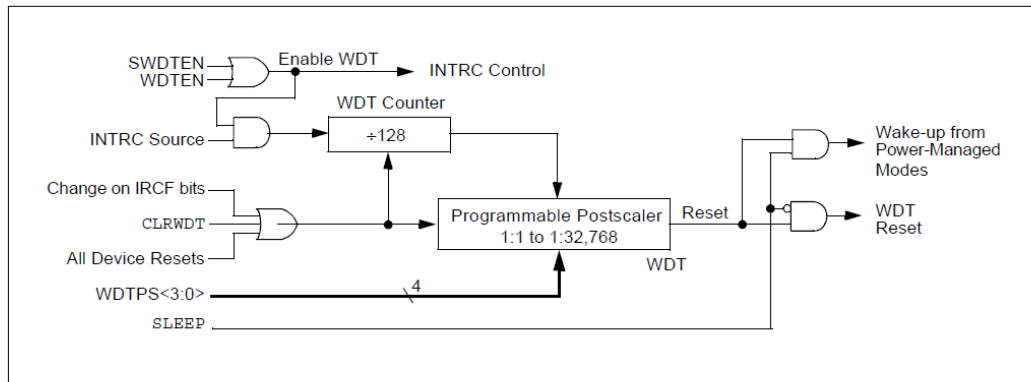 SWDTEN
WDTEN
Enable WDT
INTRC Control
WDT Counter
÷128
INTRC Source
Wake-up from
Power-Managed
Modes
Change on IRCF bits
CLRWDT
All Device Resets
Programmable Postscaler
1:1 to 1:32,768
Reset
WDT
Reset
WDT
WDTPS<3:0>
4
SLEEP